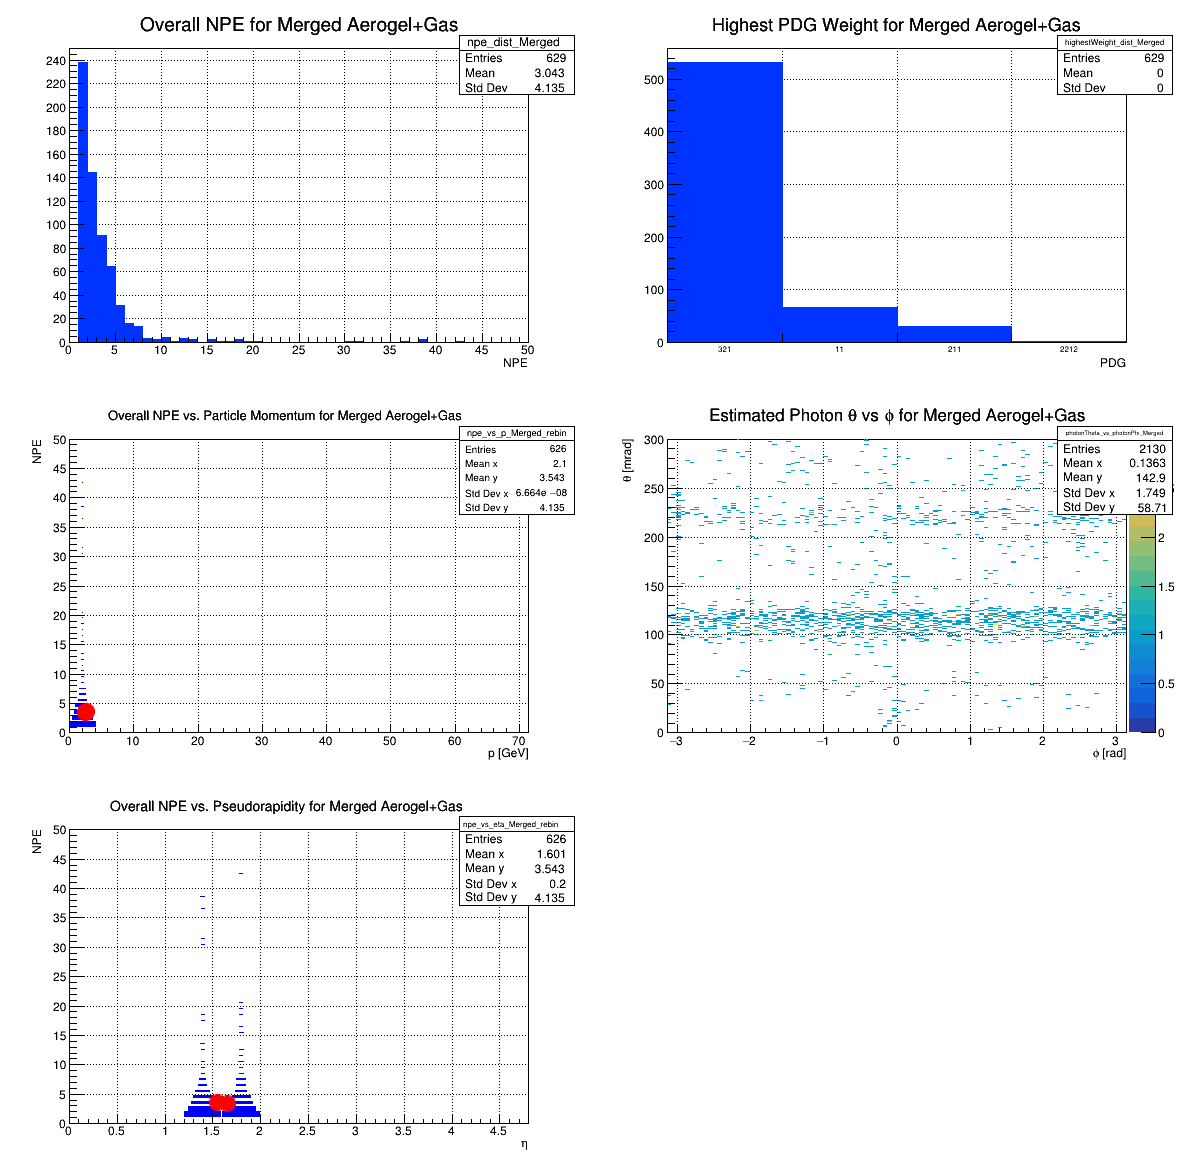 Overall NPE for Merged Aerogel+Gas
npe_dist_Merged
Entries 629
Mean 3.043
Std Dev 4.135
240
220
200
180
160
140
120
100
80
60
40
20
0
0 5 10 15 20 25 30 35 40 45 50
NPE
Highest PDG Weight for Merged Aerogel+Gas
highestWeight_dist_Merged
Entries 629
Mean 0
Std Dev 0
500
400
300
200
100
0
321 11 211 2212
PDG
Overall NPE vs. Particle Momentum for Merged Aerogel+Gas
npe_vs_p_Merged_rebin
Entries 626
Mean x 2.1
Mean y 3.543
Std Dev x 6.664e −08
Std Dev y 4.135
NPE
50
45
40
35
30
25
20
15
10
5
0
0 10 20 30 40 50 60 70
p [GeV]
Estimated Photon θ vs ϕ for Merged Aerogel+Gas
photonTheta_vs_photonPhi_Merged
Entries 2130
Mean x 0.1363
Mean y 142.9
Std Dev x 1.749
Std Dev y 58.71
θ [mrad]
300
250
200
150
100
50
0
−3 −2 −1 0 1 2 3
ϕ [rad]
2
1
0.5
0
Overall NPE vs. Pseudorapidity for Merged Aerogel+Gas
npe_vs_eta_Merged_rebin
Entries 626
Mean x 1.601
Mean y 3.543
Std Dev x 0.2
Std Dev y 4.135
NPE
50
45
40
35
30
25
20
15
10
5
0
0 0.5 1 1.5 2 2.5 3 3.5 4 4.5
η